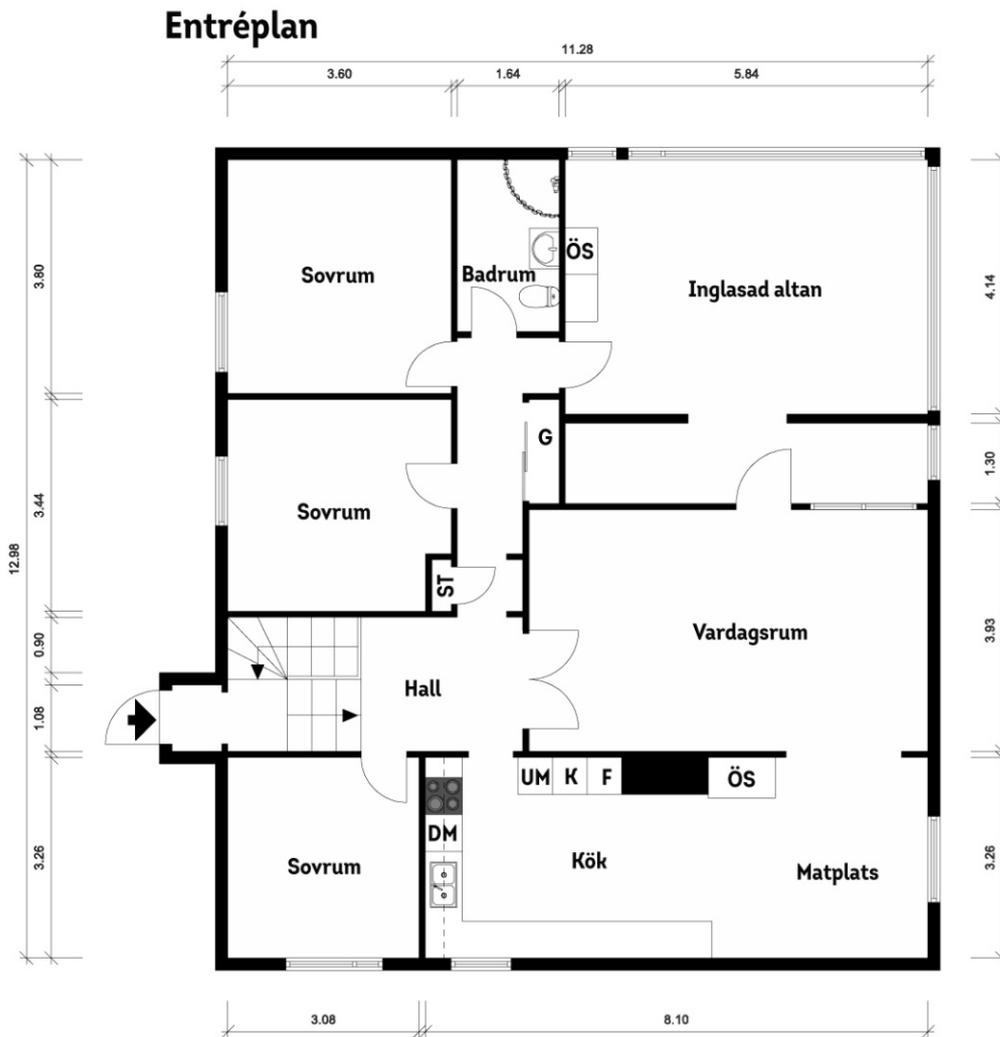 Entréplan
11.28
3.60
1.64
5.84
Sovrum
Badrum
ÖS
Inglasad altan
3.80
4.14
G
1.30
Sovrum
3.44
12.98
ST
Vardagsrum
3.93
0.90
Hall
1.08
UM
K
F
ÖS
DM
Kök
Matplats
Sovrum
3.26
3.26
3.08
8.10